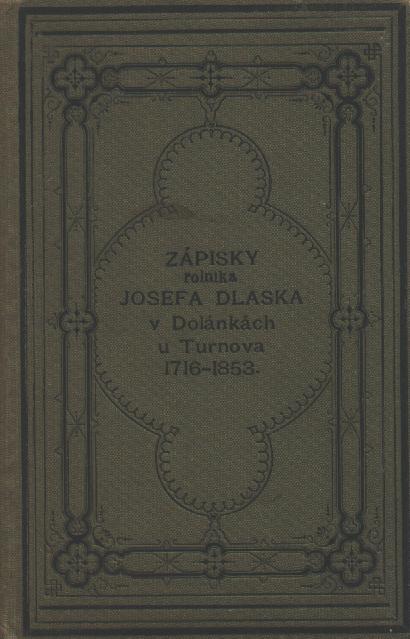 ZÁPISKY
rolníka
JOSEFA DLASKA
v Dolánkách
u Turnova
1716-1853.